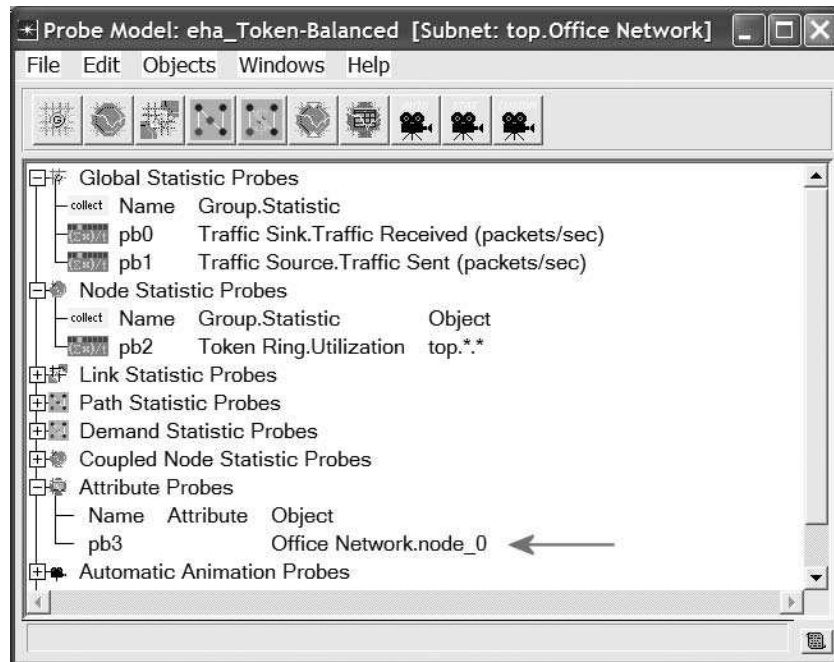 Probe Model: eha_Token-Balanced [Subnet: top.Office Network]
File Edit Objects Windows Help
Global Statistic Probes
collect Name Group.Statistic
pb0 Traffic Sink.Traffic Received (packets/sec)
pb1 Traffic Source.Traffic Sent (packets/sec)
Node Statistic Probes
collect Name Group.Statistic Object
pb2 Token Ring.Utilization top.*.*
Link Statistic Probes
Path Statistic Probes
Demand Statistic Probes
Coupled Node Statistic Probes
Attribute Probes
Name Attribute Object
pb3 Office Network.node_0
Automatic Animation Probes